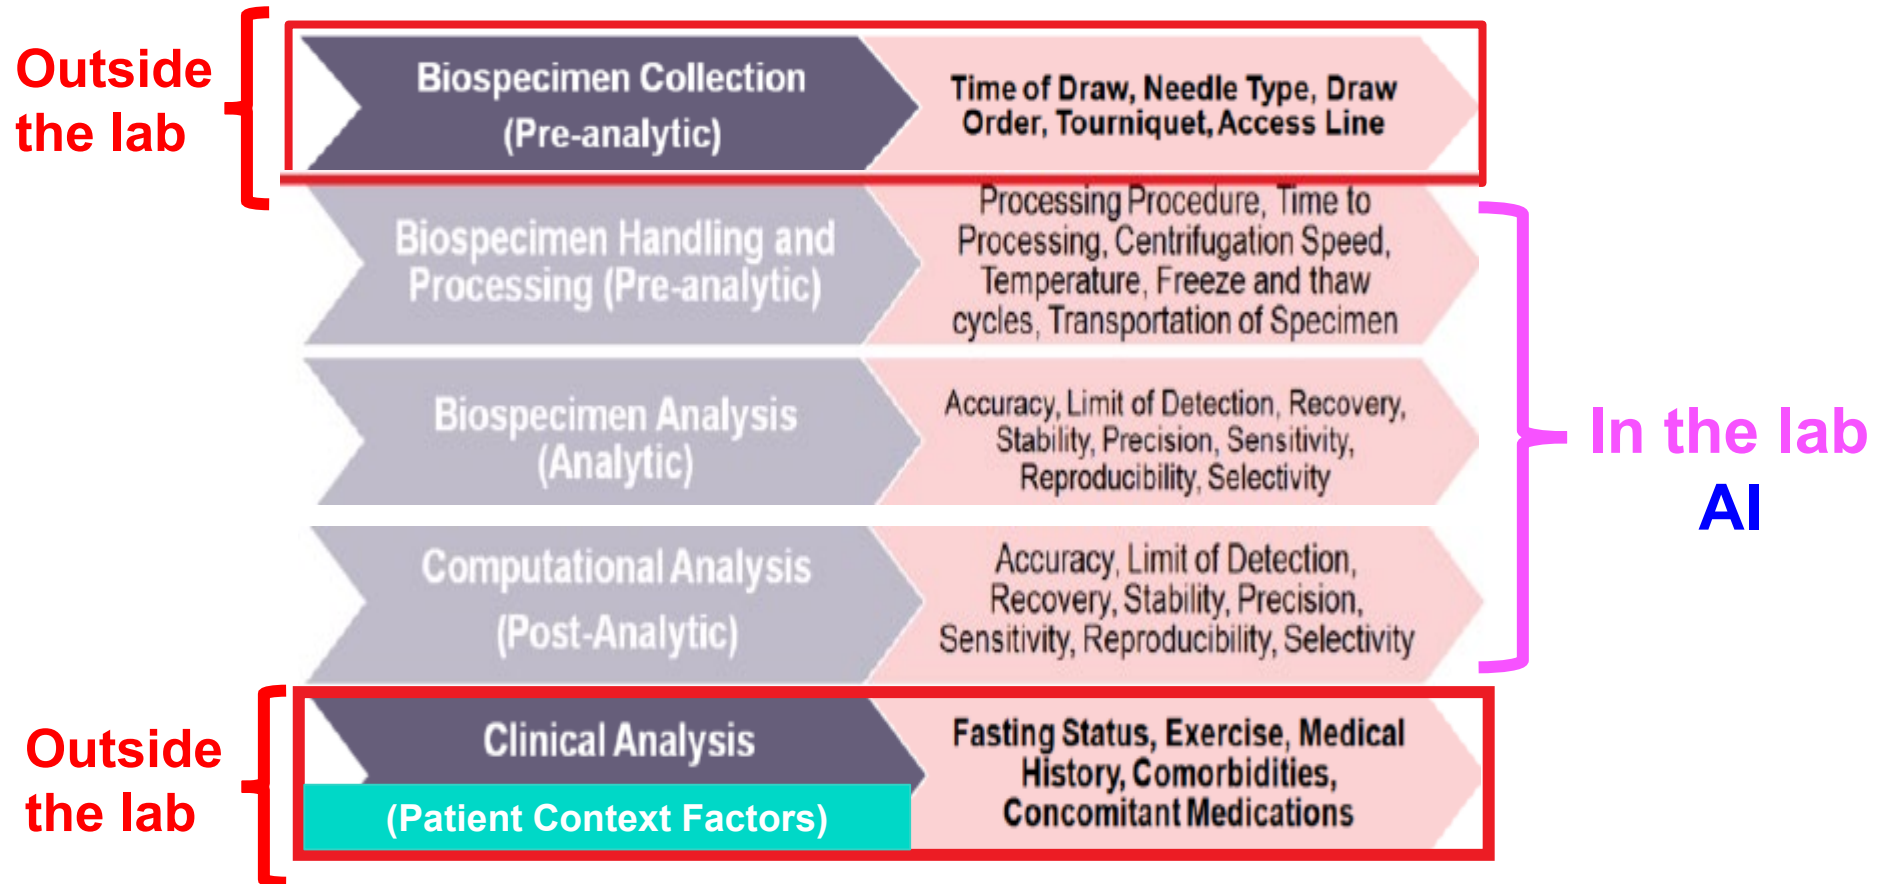 Outside
the lab
Biospecimen Collection
(Pre-analytic)
Time of Draw, Needle Type, Draw
Order, Tourniquet, Access Line
Biospecimen Handling and
Processing (Pre-analytic)
Processing Procedure, Time to
Processing, Centrifugation Speed,
Temperature, Freeze and thaw
cycles, Transportation of Specimen
Biospecimen Analysis
(Analytic)
Accuracy, Limit of Detection, Recovery,
Stability, Precision, Sensitivity,
Reproducibility, Selectivity
In the lab
AI
Computational Analysis
(Post-Analytic)
Accuracy, Limit of Detection,
Recovery, Stability, Precision,
Sensitivity, Reproducibility, Selectivity
Outside
the lab
Clinical Analysis
(Patient Context Factors)
Fasting Status, Exercise, Medical
History, Comorbidities,
Concomitant Medications